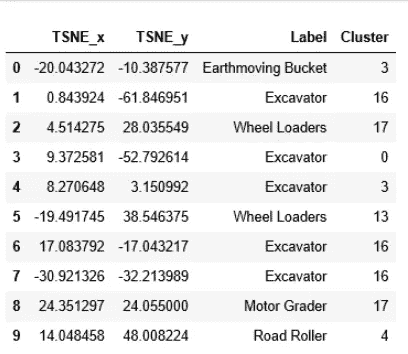 TSNE_x TSNE_y Label Cluster
0 -20.043272 -10.387577 Earthmoving Bucket 3
1 0.843924 -61.846951 Excavator 16
2 4.514275 28.035549 Wheel Loaders 17
3 9.372581 -52.792614 Excavator 0
4 8.270648 3.150992 Excavator 3
5 -19.491745 38.546375 Wheel Loaders 13
6 17.083792 -17.043217 Excavator 16
7 -30.921326 -32.213989 Excavator 16
8 24.351297 24.055000 Motor Grader 17
9 14.048458 48.008224 Road Roller 4